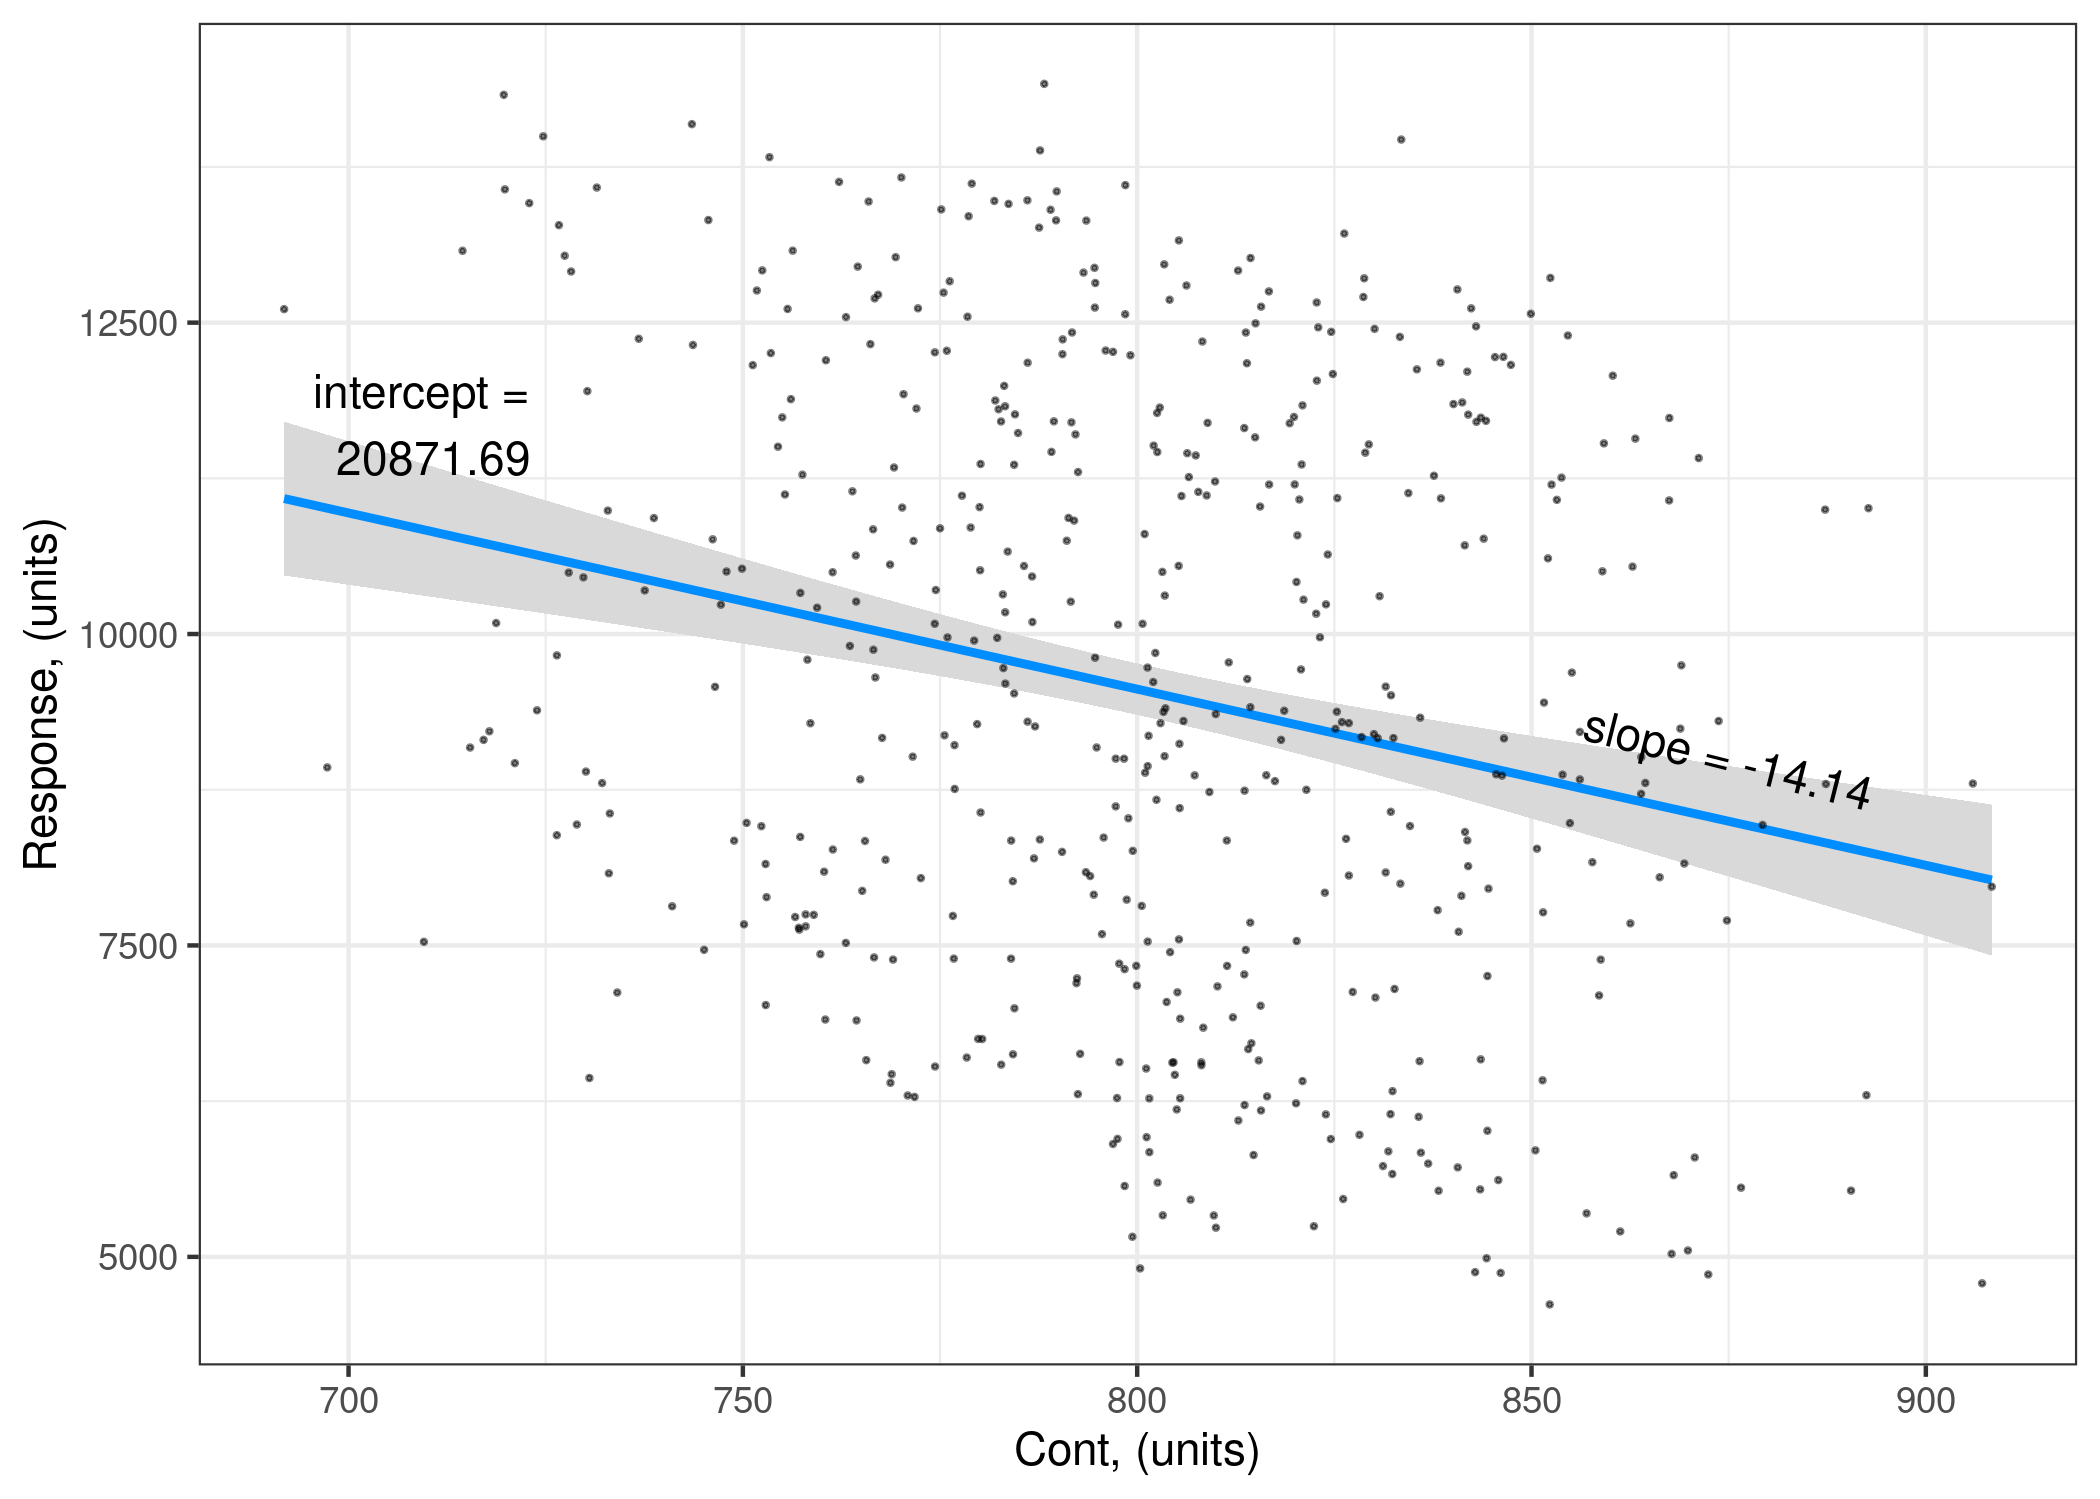 Response, (units)
12500
10000
7500
5000
intercept =
20871.69
slope = -14.14
700
750
800
850
900
Cont, (units)